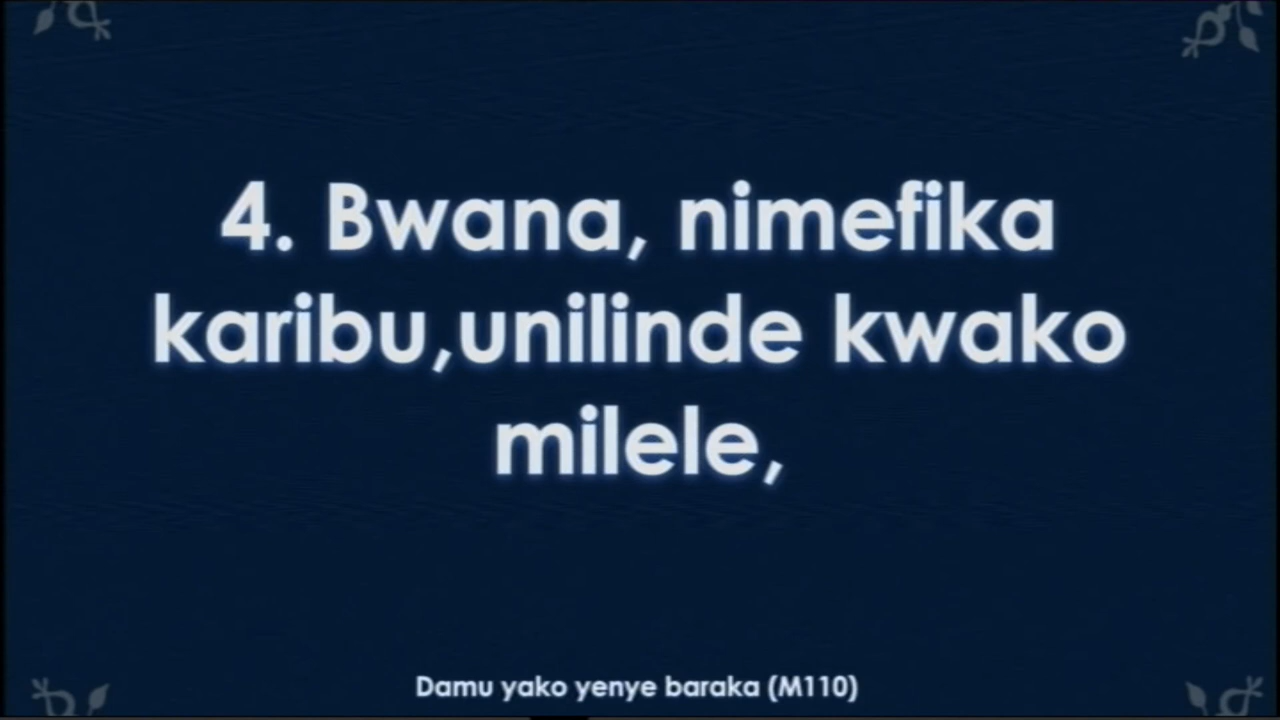 4. Bwana, nimefika
karibu,unilinde kwako
milele,
Damu yako yenye baraka (M110)